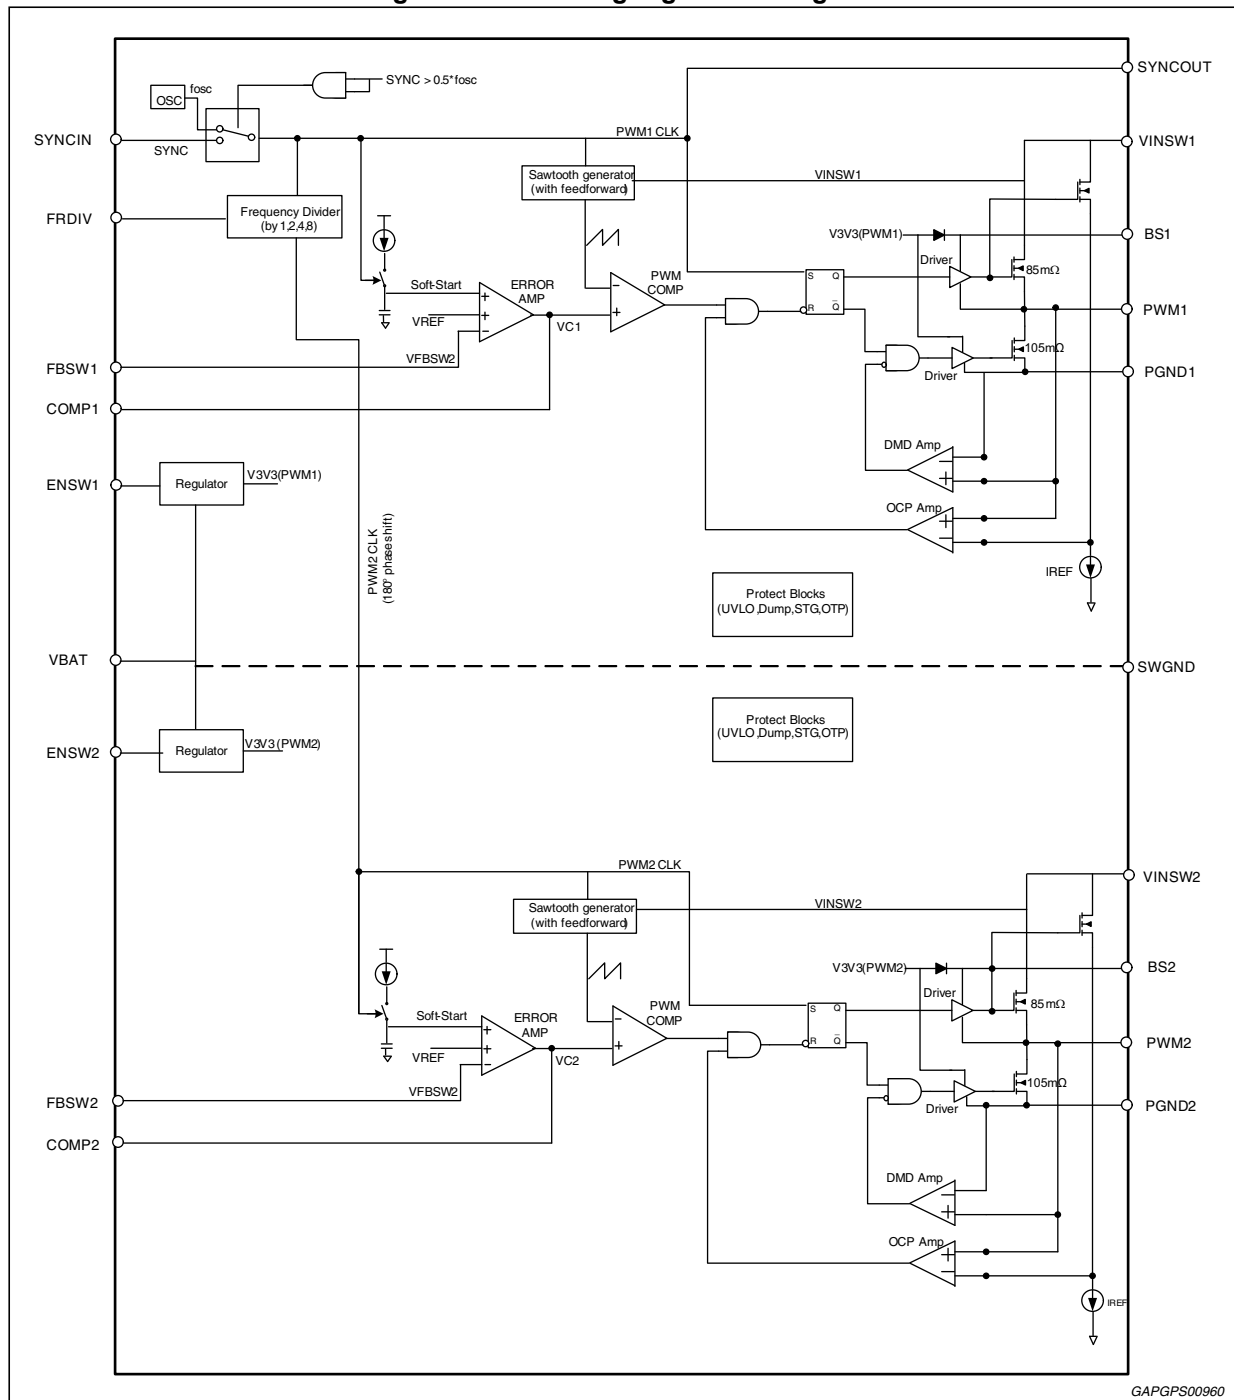 SYNCOUT
fosc
OSC
SYNC > 0.5*fosc
SYNCIN
SYNC
PWM1 CLK
VINSW1
Sawtooth generator
(with feedforward)
VINSW1
FRDIV
Frequency Divider
(by 1,2,4,8)
V3V3(PWM1)
BS1
Driver
85mΩ
Soft-Start
ERROR
AMP
PWM
COMP
S
Q
R
Q̅
VREF
VC1
PWM1
105mΩ
FBSW1
VFBSW2
Driver
PGND1
COMP1
DMD Amp
ENSW1
Regulator
V3V3(PWM1)
OCP Amp
PWM2 CLK
(180° phase shift)
IREF
Protect Blocks
(UVLO ,Dump,STG,OTP)
VBAT
SWGND
Protect Blocks
(UVLO ,Dump,STG,OTP)
ENSW2
Regulator
V3V3 (PWM2)
PWM2 CLK
VINSW2
Sawtooth generator
(with feedforward)
VINSW2
V3V3(PWM2)
BS2
Driver
85mΩ
Soft-Start
ERROR
AMP
PWM
COMP
S
Q
R
Q̅
VREF
VC2
PWM2
105mΩ
FBSW2
VFBSW2
Driver
PGND2
COMP2
DMD Amp
OCP Amp
IREF
GAPGPS00960